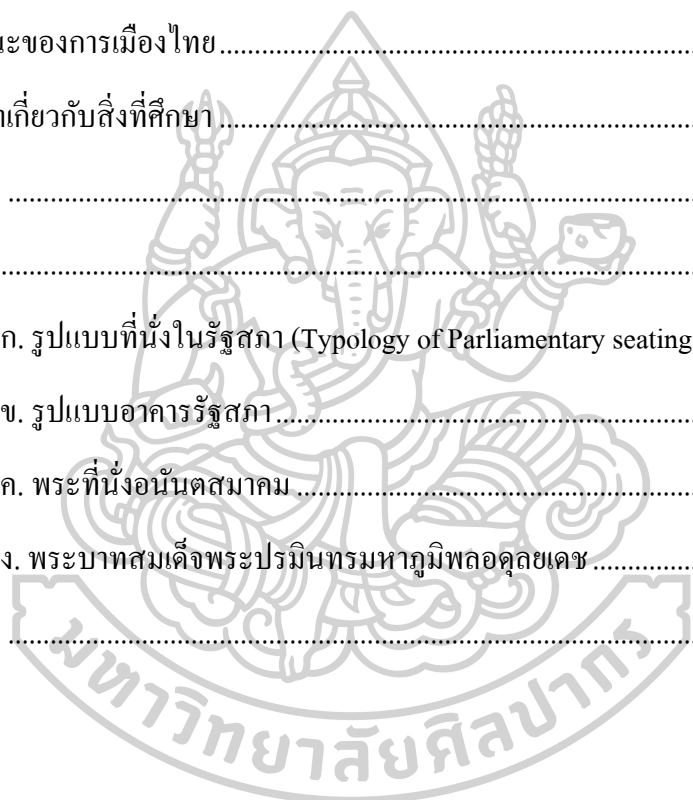 นะของการเมืองไทย
าเกี่ยวกับสิ่งที่ศึกษา
ก. รูปแบบที่นั่งในรัฐสภา (Typology of Parliamentary seating
ข. รูปแบบอาคารรัฐสภา
ค. พระที่นั่งอนันตสมาคม
ง. พระบาทสมเด็จพระปรมินทรมหาภูมิพลอดุลยเดช
มหาวิทยาลัยศิลปากร